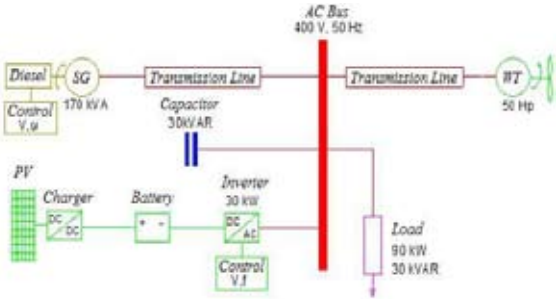 AC Bus
400 V, 50 Hz
Diesel
SG
Transmission Line
Transmission Line
WT
170 kVA
50 Hp
Control
V,ω
Capacitor
30kVAR
PV
Charger
Battery
Inverter
30 kW
DC
DC
+ -
DC
AC
Control
V,f
Load
90 kW
30 kVAR